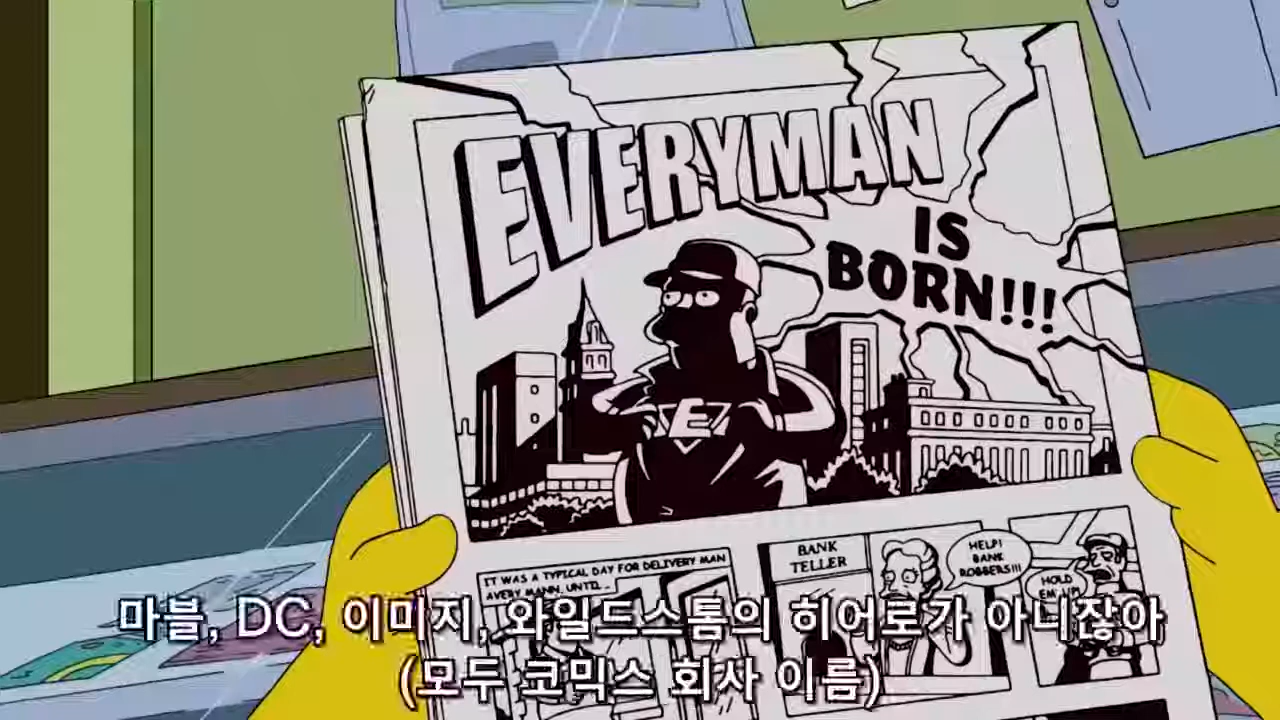 EVERYMAN
IS
BORN!!!
E
IT WAS A TYPICAL DAY FOR DELIVERY MAN
AVERY MANN. UNTIL..
BANK
TELLER
HELP!
BANK
ROBBERS!!!
HOLD
EM UP!
마블, DC, 이미지, 와일드스톰의 히어로가 아니잖아
(모두 코믹스 회사 이름)